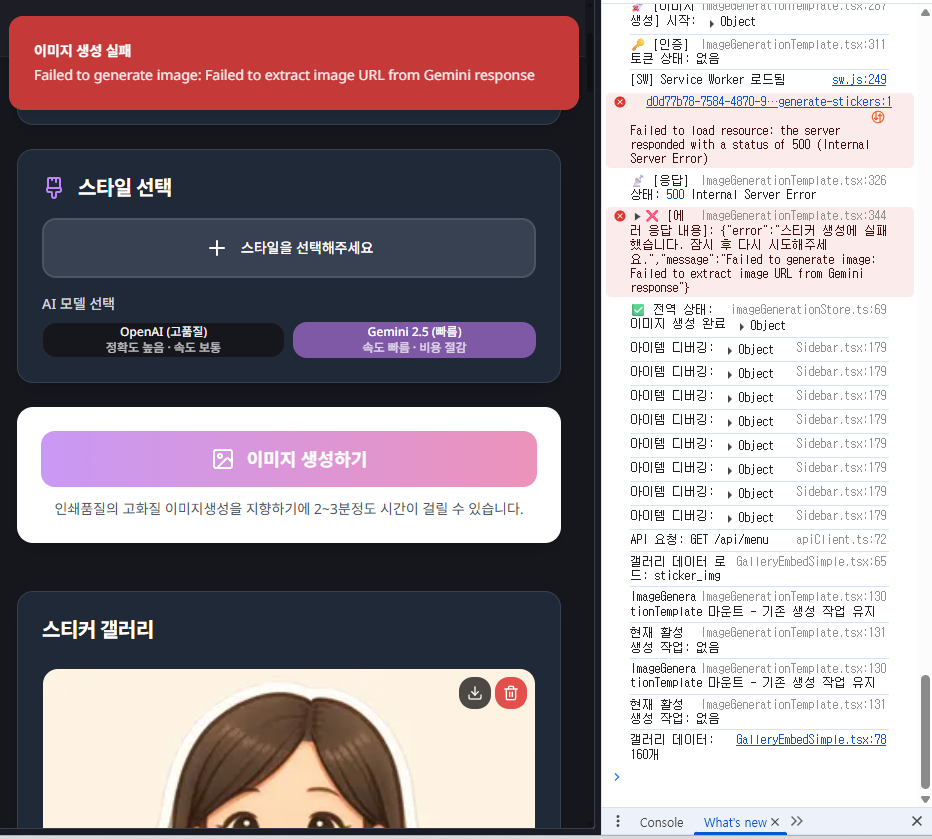 이미지 생성 실패
Failed to generate image: Failed to extract image URL from Gemini response
스타일 선택
스타일을 선택해주세요
AI 모델 선택
OpenAI (고품질)
정확도 높음 · 속도 보통
Gemini 2.5 (빠름)
속도 빠름 · 비용 절감
이미지 생성하기
인쇄품질의 고화질 이미지생성을 지향하기에 2~3분정도 시간이 걸릴 수 있습니다.
스티커 갤러리
[이미지 ImageGenerationTemplate.tsx:287
생성] 시작: ▶ Object
🔑 [인증] ImageGenerationTemplate.tsx:311
토큰 상태: 없음
[SW] Service Worker 로드됨 sw.js:249
d0d77b78-7584-4870-9…generate-stickers:1
Failed to load resource: the server
responded with a status of 500 (Internal
Server Error)
[응답] ImageGenerationTemplate.tsx:326
상태: 500 Internal Server Error
▶ ❌ [에 ImageGenerationTemplate.tsx:344
러 응답 내용]: {"error":"스티커 생성에 실패
했습니다. 잠시 후 다시 시도해주세
요.","message":"Failed to generate image:
Failed to extract image URL from Gemini
response"}
✅ 전역 상태: imageGenerationStore.ts:69
이미지 생성 완료 ▶ Object
아이템 디버깅: ▶ Object Sidebar.tsx:179
아이템 디버깅: ▶ Object Sidebar.tsx:179
아이템 디버깅: ▶ Object Sidebar.tsx:179
아이템 디버깅: ▶ Object Sidebar.tsx:179
아이템 디버깅: ▶ Object Sidebar.tsx:179
아이템 디버깅: ▶ Object Sidebar.tsx:179
아이템 디버깅: ▶ Object Sidebar.tsx:179
아이템 디버깅: ▶ Object Sidebar.tsx:179
API 요청: GET /api/menu apiClient.ts:72
갤러리 데이터 로 GalleryEmbedSimple.tsx:65
드: sticker_img
ImageGenera ImageGenerationTemplate.tsx:130
tionTemplate 마운트 - 기존 생성 작업 유지
현재 활성 ImageGenerationTemplate.tsx:131
생성 작업: 없음
ImageGenera ImageGenerationTemplate.tsx:130
tionTemplate 마운트 - 기존 생성 작업 유지
현재 활성 ImageGenerationTemplate.tsx:131
생성 작업: 없음
갤러리 데이터: GalleryEmbedSimple.tsx:78
160개
Console What's new